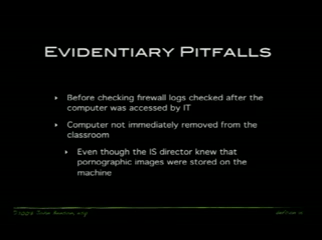 EVIDENTIARY PITFALLS
Before checking firewall logs checked after the
computer was accessed by IT
Computer not immediately removed from the
classroom
Even though the IS director knew that
pornographic images were stored on the
machine